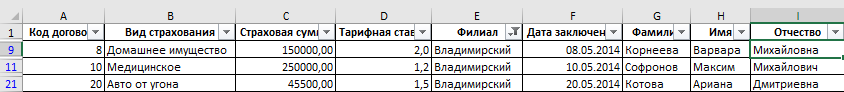 A B C D E F G H I
1 Код догово Вид страхования Страховая сумм Тарифная став Филиал Дата заключен Фамили Имя Отчество
9 8 Домашнее имущество 150000,00 2,0 Владимирский 08.05.2014 Корнеева Варвара Михайловна
11 10 Медицинское 250000,00 1,2 Владимирский 10.05.2014 Софронов Максим Михайлович
21 20 Авто от угона 45500,00 1,5 Владимирский 20.05.2014 Котова Ариана Дмитриевна